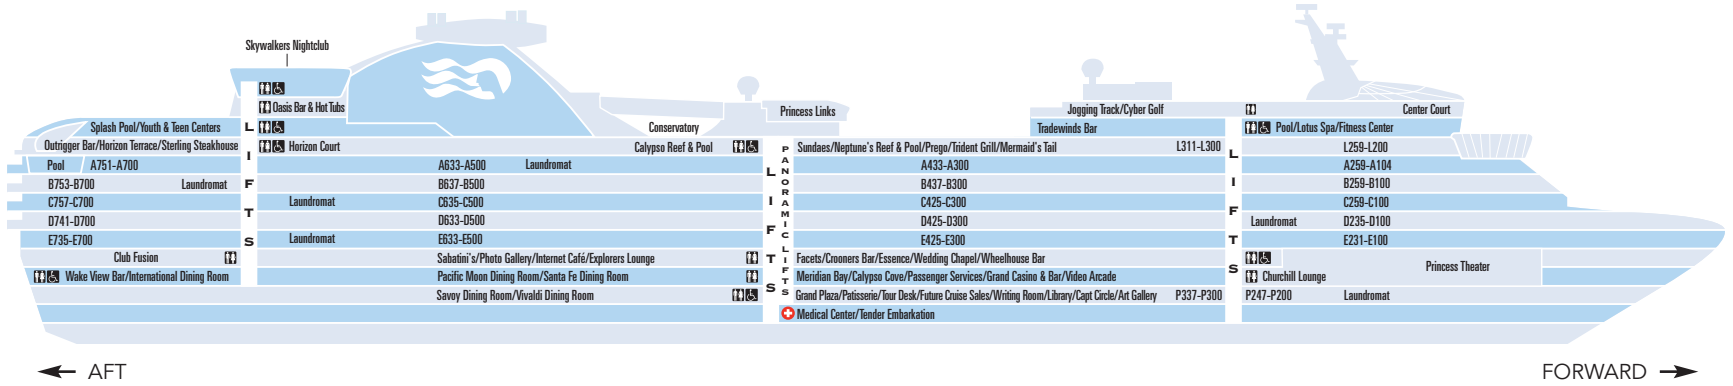 Skywalkers Nightclub
Oasis Bar & Hot Tubs
Princess Links
Jogging Track/Cyber Golf
Center Court
Splash Pool/Youth & Teen Centers
Conservatory
Tradewinds Bar
Pool/Lotus Spa/Fitness Center
Outrigger Bar/Horizon Terrace/Sterling Steakhouse
Horizon Court
Calypso Reef & Pool
Sundaes/Neptune's Reef & Pool/Prego/Trident Grill/Mermaid's Tail
L311-L300
L259-L200
Pool
A751-A700
A633-A500
Laundromat
A433-A300
A259-A104
B753-B700
Laundromat
B637-B500
B437-B300
B259-B100
C757-C700
Laundromat
C635-C500
C425-C300
C259-C100
D741-D700
D633-D500
D425-D300
Laundromat
D235-D100
E735-E700
Laundromat
E633-E500
E425-E300
E231-E100
Club Fusion
Sabatini's/Photo Gallery/Internet Café/Explorers Lounge
Facets/Crooners Bar/Essence/Wedding Chapel/Wheelhouse Bar
Princess Theater
Wake View Bar/International Dining Room
Pacific Moon Dining Room/Santa Fe Dining Room
Meridian Bay/Calypso Cove/Passenger Services/Grand Casino & Bar/Video Arcade
Churchill Lounge
Savoy Dining Room/Vivaldi Dining Room
Grand Plaza/Patisserie/Tour Desk/Future Cruise Sales/Writing Room/Library/Capt Circle/Art Gallery
P337-P300
P247-P200
Laundromat
Medical Center/Tender Embarkation
LIFTS
LIFTS
PANORAMIC LIFTS
LIFTS
AFT
FORWARD